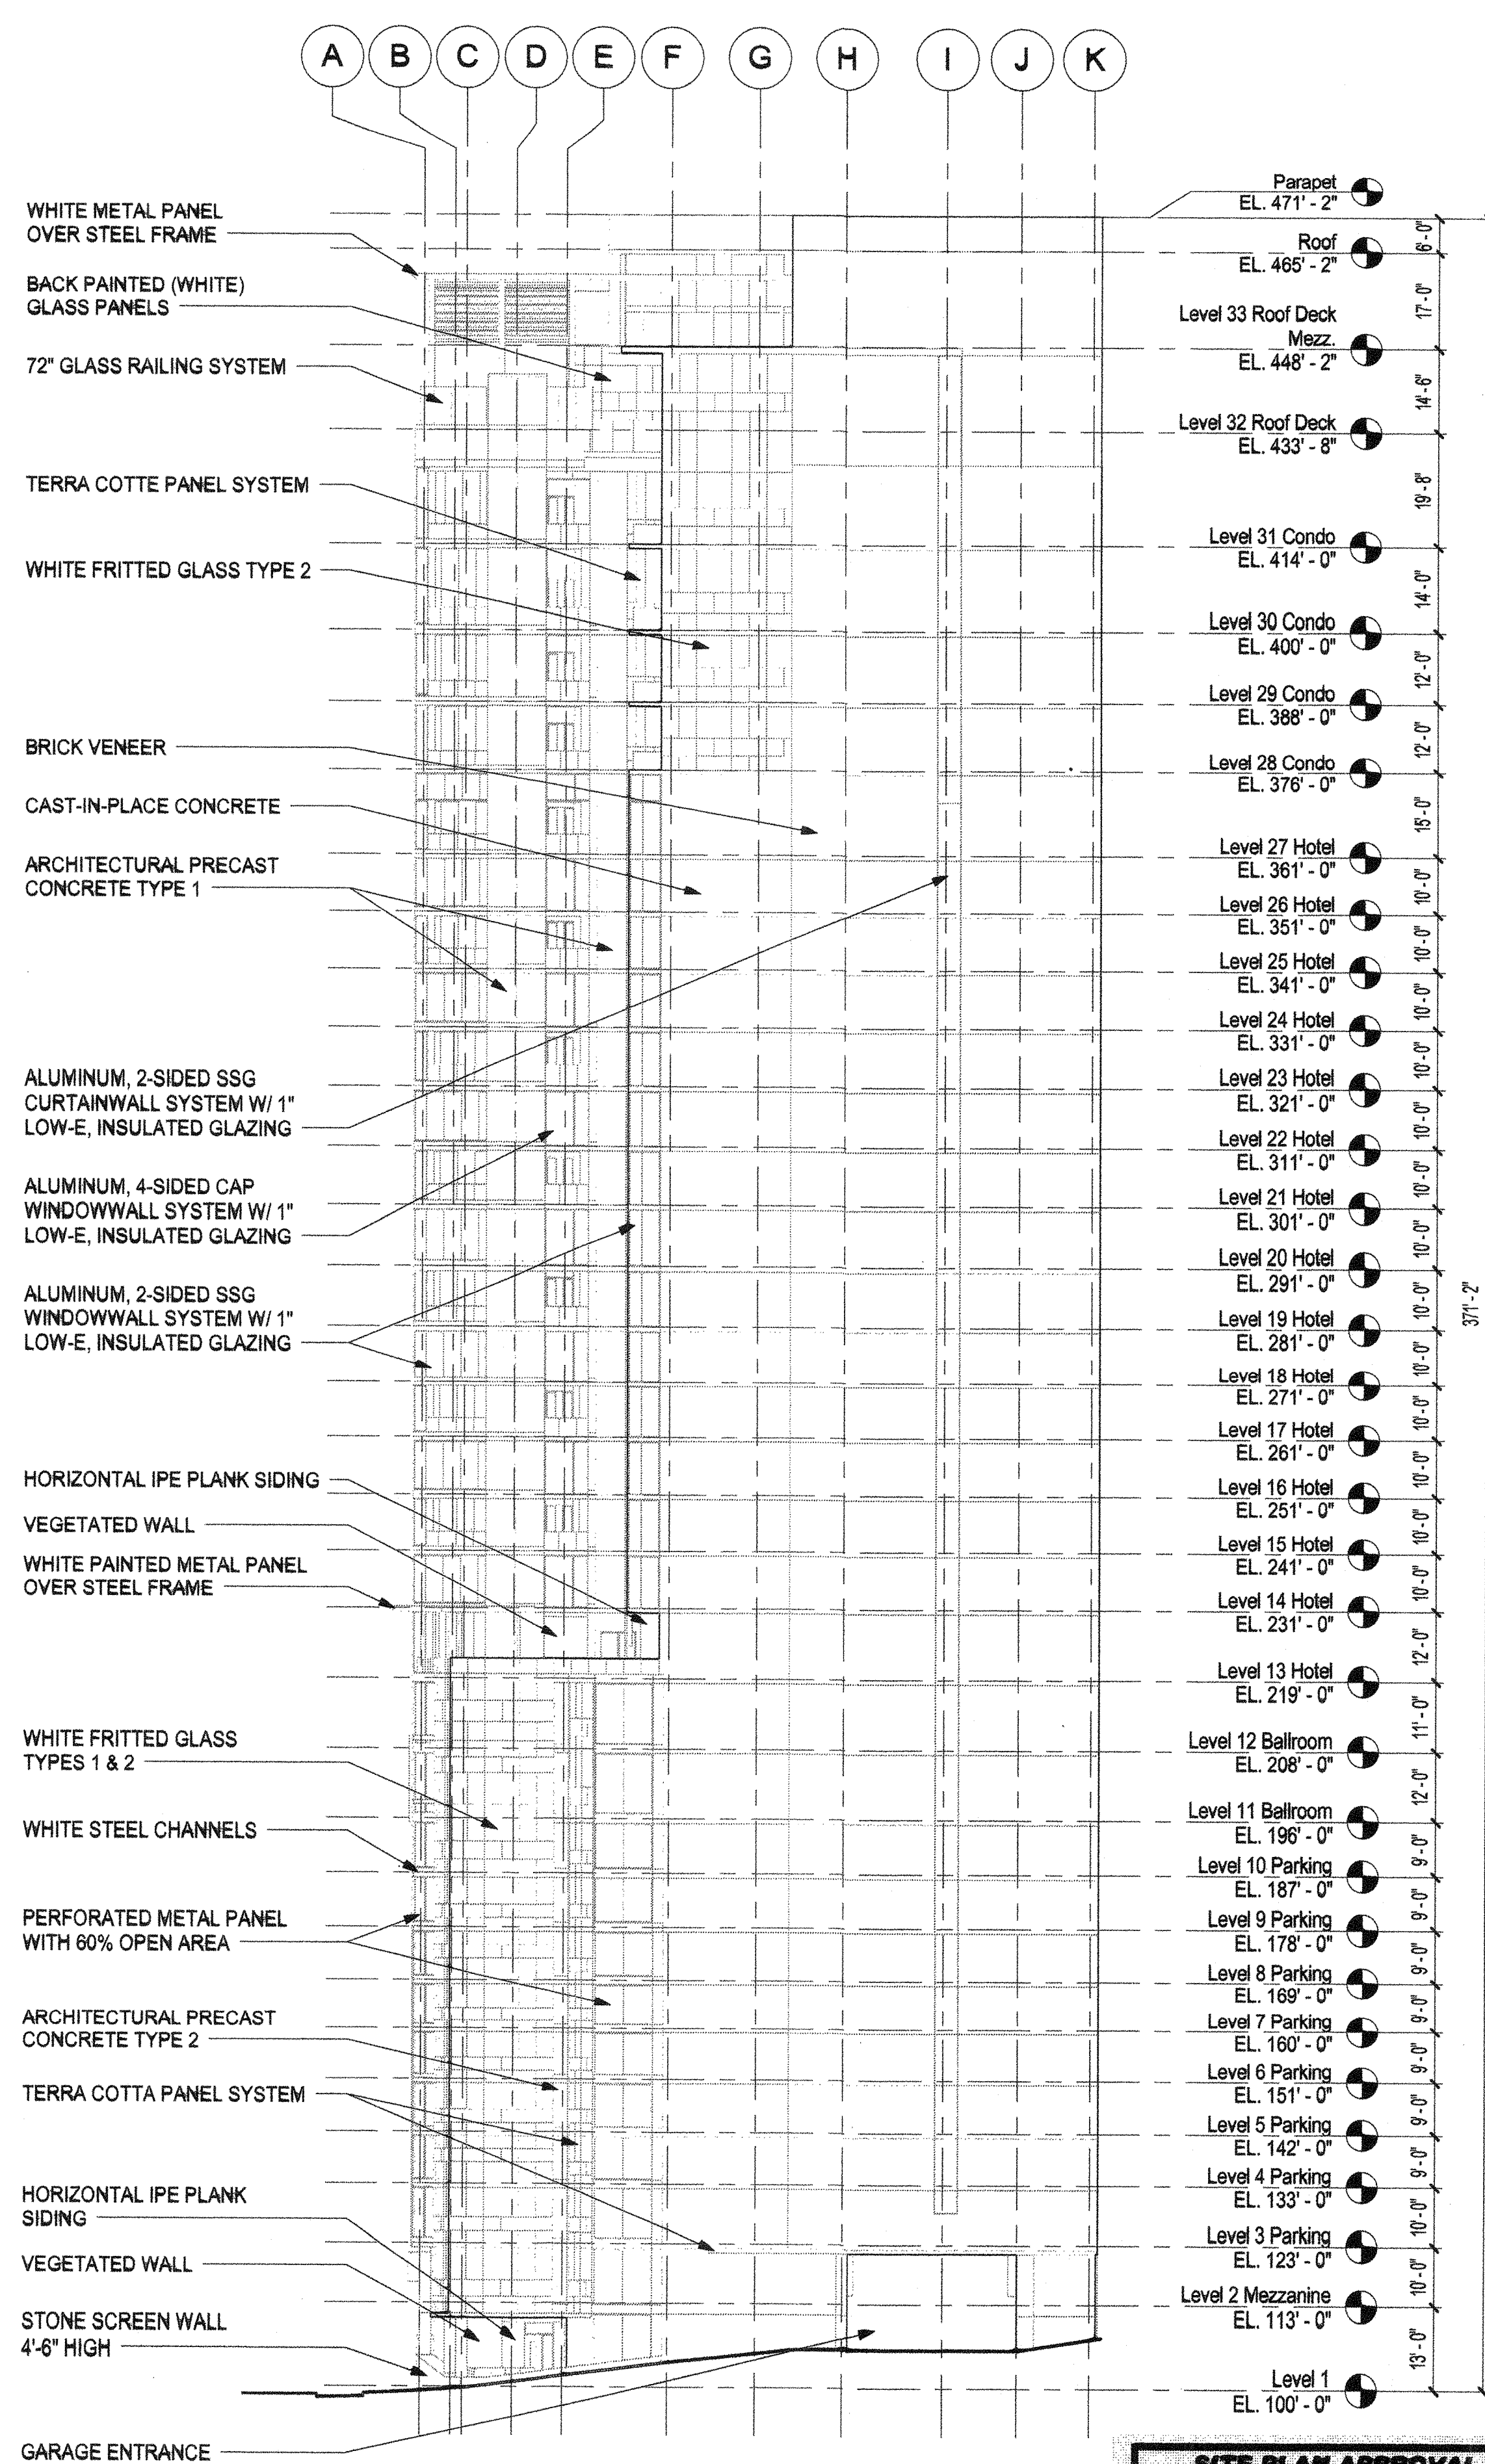 A B C D E F G H I J K
WHITE METAL PANEL
OVER STEEL FRAME
BACK PAINTED (WHITE)
GLASS PANELS
72" GLASS RAILING SYSTEM
TERRA COTTE PANEL SYSTEM
WHITE FRITTED GLASS TYPE 2
BRICK VENEER
CAST-IN-PLACE CONCRETE
ARCHITECTURAL PRECAST
CONCRETE TYPE 1
ALUMINUM, 2-SIDED SSG
CURTAINWALL SYSTEM W/ 1"
LOW-E, INSULATED GLAZING
ALUMINUM, 4-SIDED CAP
WINDOWWALL SYSTEM W/ 1"
LOW-E, INSULATED GLAZING
ALUMINUM, 2-SIDED SSG
WINDOWWALL SYSTEM W/ 1"
LOW-E, INSULATED GLAZING
HORIZONTAL IPE PLANK SIDING
VEGETATED WALL
WHITE PAINTED METAL PANEL
OVER STEEL FRAME
WHITE FRITTED GLASS
TYPES 1 & 2
WHITE STEEL CHANNELS
PERFORATED METAL PANEL
WITH 60% OPEN AREA
ARCHITECTURAL PRECAST
CONCRETE TYPE 2
TERRA COTTA PANEL SYSTEM
HORIZONTAL IPE PLANK
SIDING
VEGETATED WALL
STONE SCREEN WALL
4'-6" HIGH
GARAGE ENTRANCE
Parapet
EL. 471' - 2"
Roof
EL. 465' - 2"
Level 33 Roof Deck
Mezz.
EL. 448' - 2"
Level 32 Roof Deck
EL. 433' - 8"
Level 31 Condo
EL. 414' - 0"
Level 30 Condo
EL. 400' - 0"
Level 29 Condo
EL. 388' - 0"
Level 28 Condo
EL. 376' - 0"
Level 27 Hotel
EL. 361' - 0"
Level 26 Hotel
EL. 351' - 0"
Level 25 Hotel
EL. 341' - 0"
Level 24 Hotel
EL. 331' - 0"
Level 23 Hotel
EL. 321' - 0"
Level 22 Hotel
EL. 311' - 0"
Level 21 Hotel
EL. 301' - 0"
Level 20 Hotel
EL. 291' - 0"
Level 19 Hotel
EL. 281' - 0"
Level 18 Hotel
EL. 271' - 0"
Level 17 Hotel
EL. 261' - 0"
Level 16 Hotel
EL. 251' - 0"
Level 15 Hotel
EL. 241' - 0"
Level 14 Hotel
EL. 231' - 0"
Level 13 Hotel
EL. 219' - 0"
Level 12 Ballroom
EL. 208' - 0"
Level 11 Ballroom
EL. 196' - 0"
Level 10 Parking
EL. 187' - 0"
Level 9 Parking
EL. 178' - 0"
Level 8 Parking
EL. 169' - 0"
Level 7 Parking
EL. 160' - 0"
Level 6 Parking
EL. 151' - 0"
Level 5 Parking
EL. 142' - 0"
Level 4 Parking
EL. 133' - 0"
Level 3 Parking
EL. 123' - 0"
Level 2 Mezzanine
EL. 113' - 0"
Level 1
EL. 100' - 0"
6' - 0"
17' - 0"
14' - 6"
19' - 8"
14' - 0"
12' - 0"
12' - 0"
15' - 0"
10' - 0"
10' - 0"
10' - 0"
10' - 0"
10' - 0"
10' - 0"
10' - 0"
10' - 0"
10' - 0"
10' - 0"
10' - 0"
10' - 0"
10' - 0"
12' - 0"
11' - 0"
12' - 0"
9' - 0"
9' - 0"
9' - 0"
9' - 0"
9' - 0"
9' - 0"
9' - 0"
10' - 0"
10' - 0"
13' - 0"
371' - 2"
SITE PLAN APPROVAL